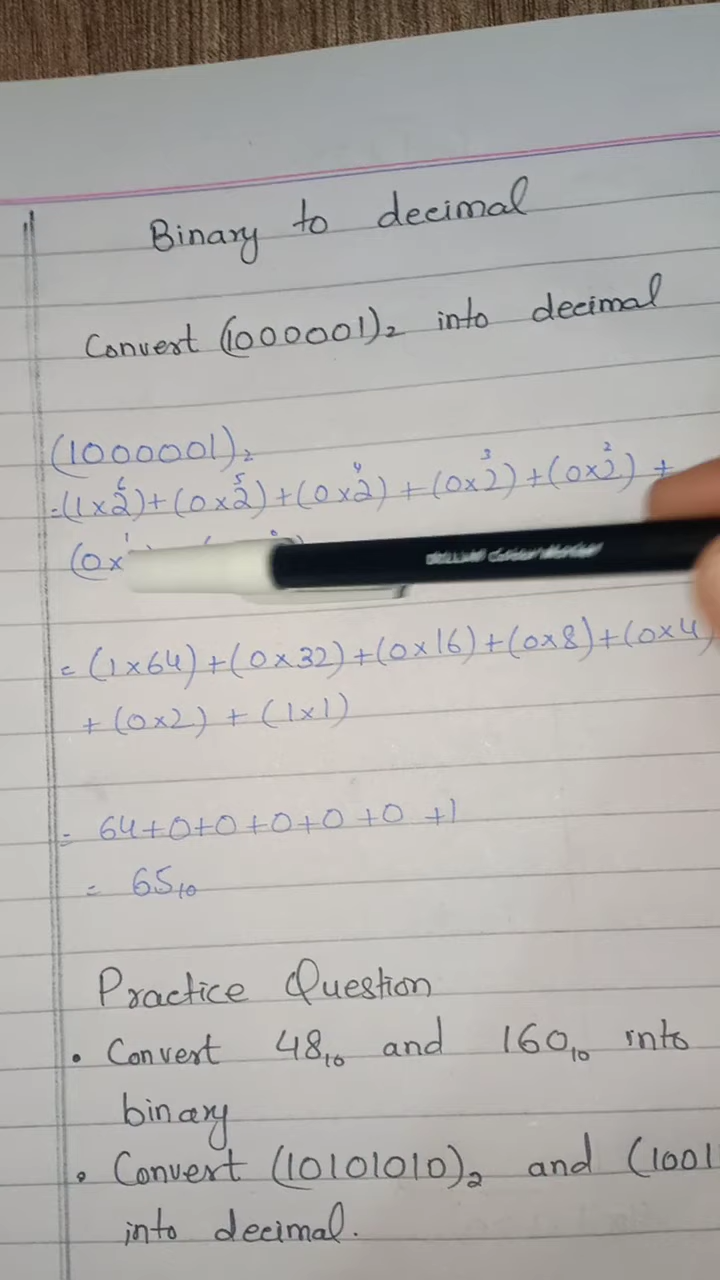 Binary to decimal
Convert (1000001)₂ into decimal
(1000001)₂
=(1×2⁶)+(0×2⁵)+(0×2⁴)+(0×2³)+(0×2²)+
(0×
= (1×64)+(0×32)+(0×16)+(0×8)+(0×4)
+(0×2)+(1×1)
= 64+0+0+0+0+0+1
= 65₁₀
Practice Question
• Convert 48₁₀ and 160₁₀ into
binary
• Convert (10101010)₂ and (1001
into decimal.